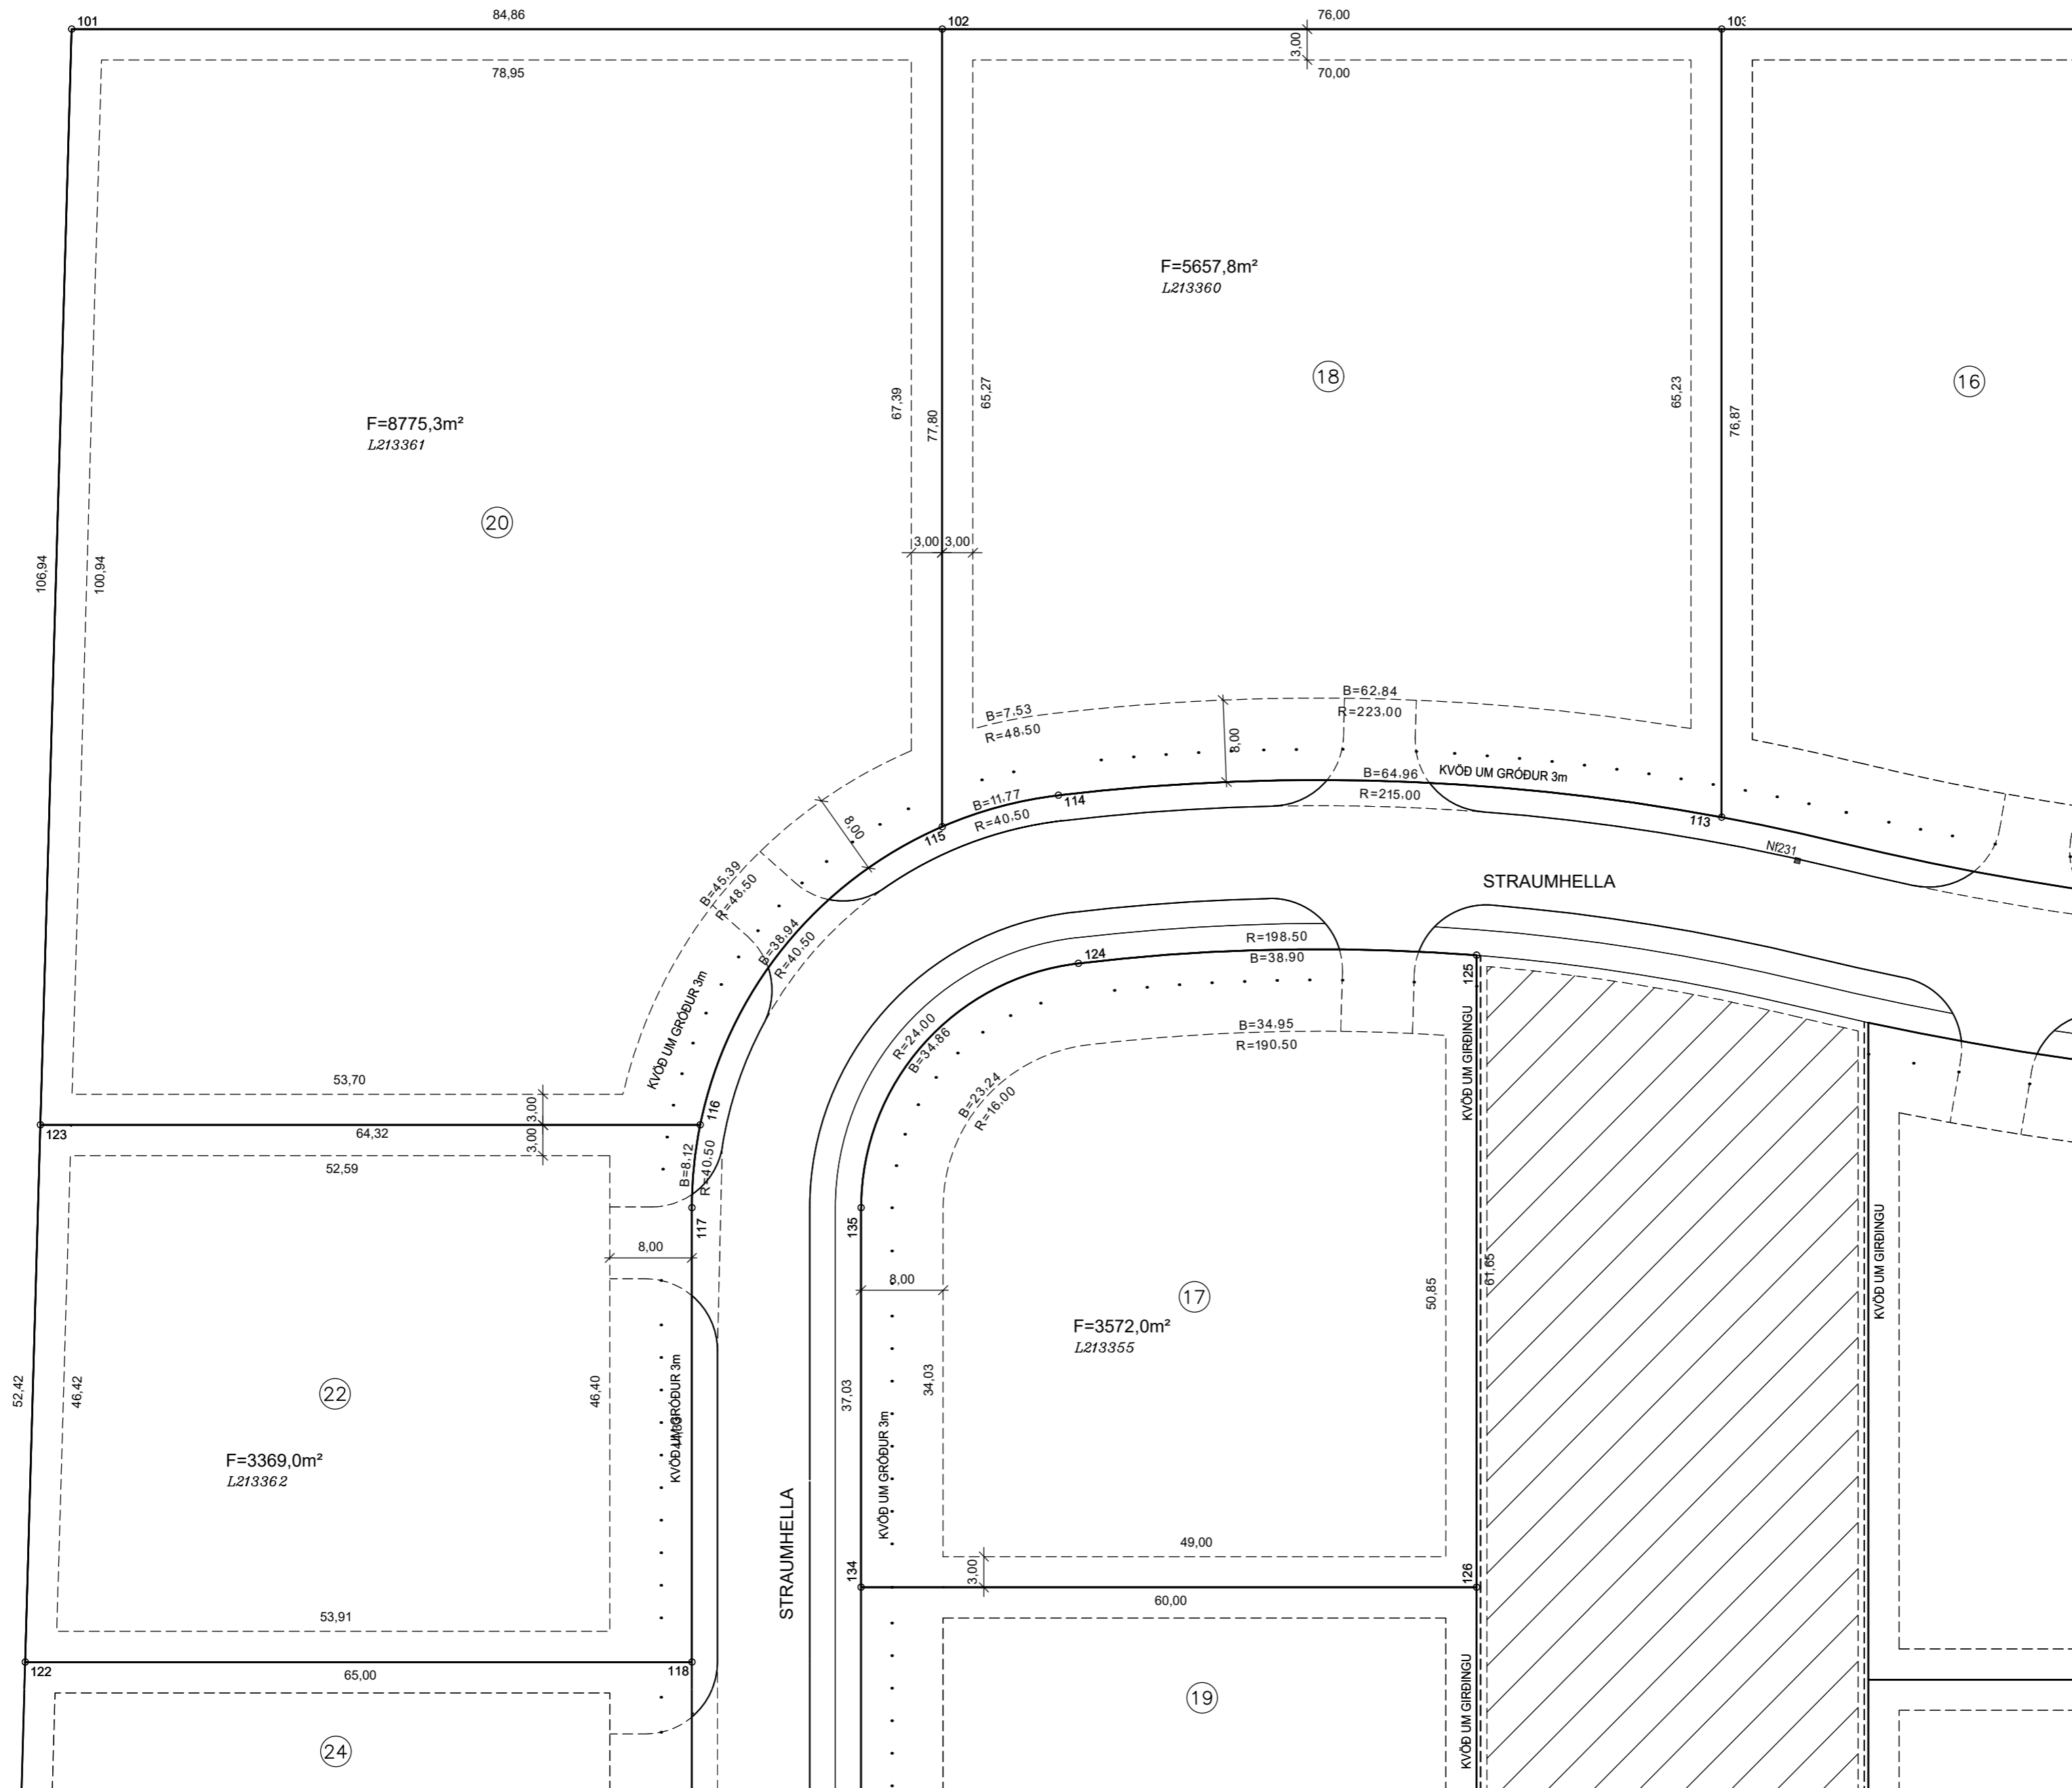 101
84,86
102
76,00
3,00
78,95
70,00
F=5657,8m²
L213360
18
16
F=8775,3m²
L213361
20
67,39
77,80
65,27
65,23
76,87
106,94
100,94
3,00
3,00
B=7,53
R=48,50
B=62,84
R=223,00
8,00
B=64,96
R=215,00
KVÖÐ UM GRÓÐUR 3m
B=11,77
R=40,50
114
115
113
Nf231
STRAUMHELLA
8,00
B=45,39
R=48,50
B=38,94
R=40,50
KVÖÐ UM GRÓÐUR 3m
R=198,50
B=38,90
124
125
B=34,95
R=190,50
R=24,00
B=34,86
B=23,24
R=16,00
KVÖÐ UM GIRÐINGU
53,70
3,00
3,00
116
123
64,32
52,59
B=8,12
R=40,50
117
135
8,00
8,00
17
F=3572,0m²
L213355
50,85
61,65
KVÖÐ UM GIRÐINGU
37,03
34,03
52,42
46,42
46,40
22
F=3369,0m²
L213362
KVÖÐ UM GRÓÐUR 3m
KVÖÐ UM GRÓÐUR 3m
STRAUMHELLA
49,00
3,00
134
126
60,00
53,91
122
65,00
118
24
19
KVÖÐ UM GIRÐINGU